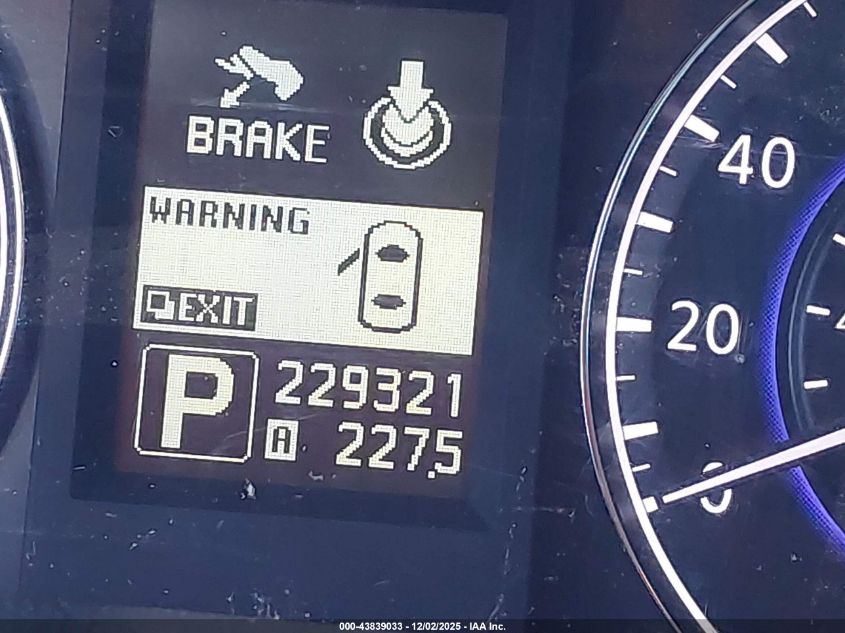 BRAKE
WARNING
EXIT
P
229321
A 227.5
40
20
0
000-43839033 - 12/02/2025 - IAA Inc.